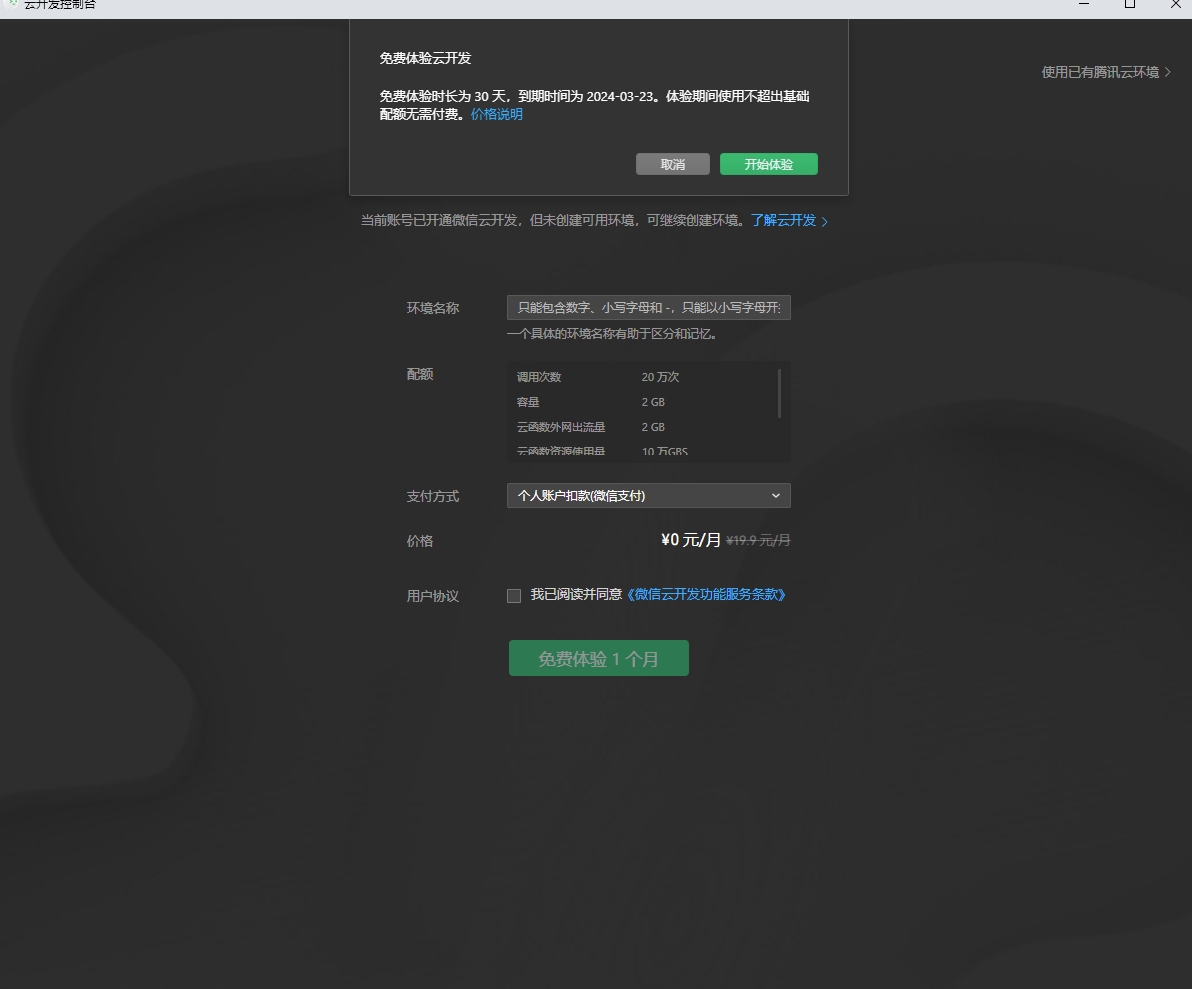 云开发控制台
免费体验云开发
使用已有腾讯云环境
免费体验时长为 30 天，到期时间为 2024-03-23。体验期间使用不超出基础
配额无需付费。价格说明
取消
开始体验
当前账号已开通微信云开发，但未创建可用环境，可继续创建环境。了解云开发
环境名称
只能包含数字、小写字母和 -，只能以小写字母开
一个具体的环境名称有助于区分和记忆。
配额
调用次数 20 万次
容量 2 GB
云函数外网出流量 2 GB
云函数资源使用量 10 万GBS
支付方式 个人账户扣款(微信支付)
价格 ¥0 元/月 ¥19.9 元/月
用户协议 我已阅读并同意《微信云开发功能服务条款》
免费体验 1 个月